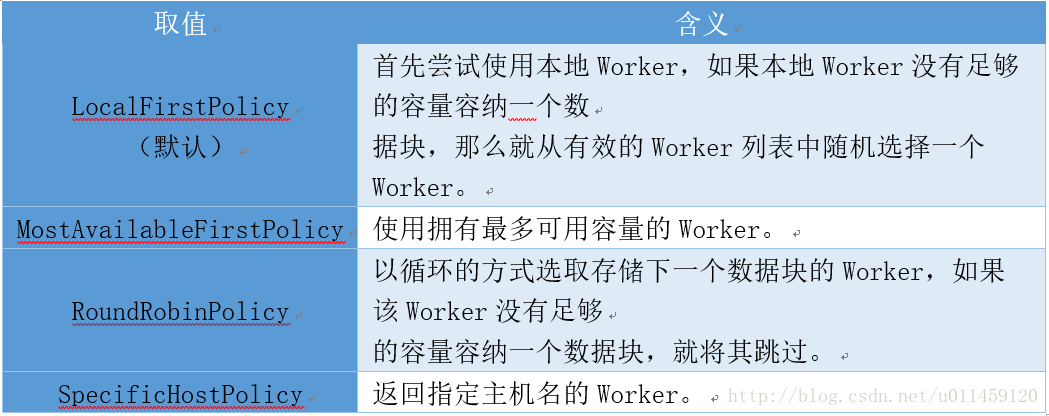 取值 含义
LocalFirstPolicy
（默认）
首先尝试使用本地 Worker，如果本地 Worker 没有足够
的容量容纳一个数
据块，那么就从有效的 Worker 列表中随机选择一个
Worker。
MostAvailableFirstPolicy 使用拥有最多可用容量的 Worker。
RoundRobinPolicy
以循环的方式选取存储下一个数据块的 Worker，如果
该 Worker 没有足够
的容量容纳一个数据块，就将其跳过。
SpecificHostPolicy 返回指定主机名的 Worker。
http://blog.csdn.net/u011459120